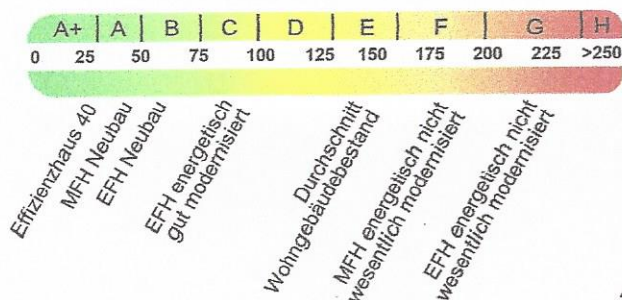 A+ A B C D E F G H
0 25 50 75 100 125 150 175 200 225 >250
Effizienzhaus 40
MFH Neubau
EFH Neubau
EFH energetisch
gut modernisiert
Durchschnitt
Wohngebäudebestand
MFH energetisch nicht
wesentlich modernisiert
EFH energetisch nicht
wesentlich modernisiert